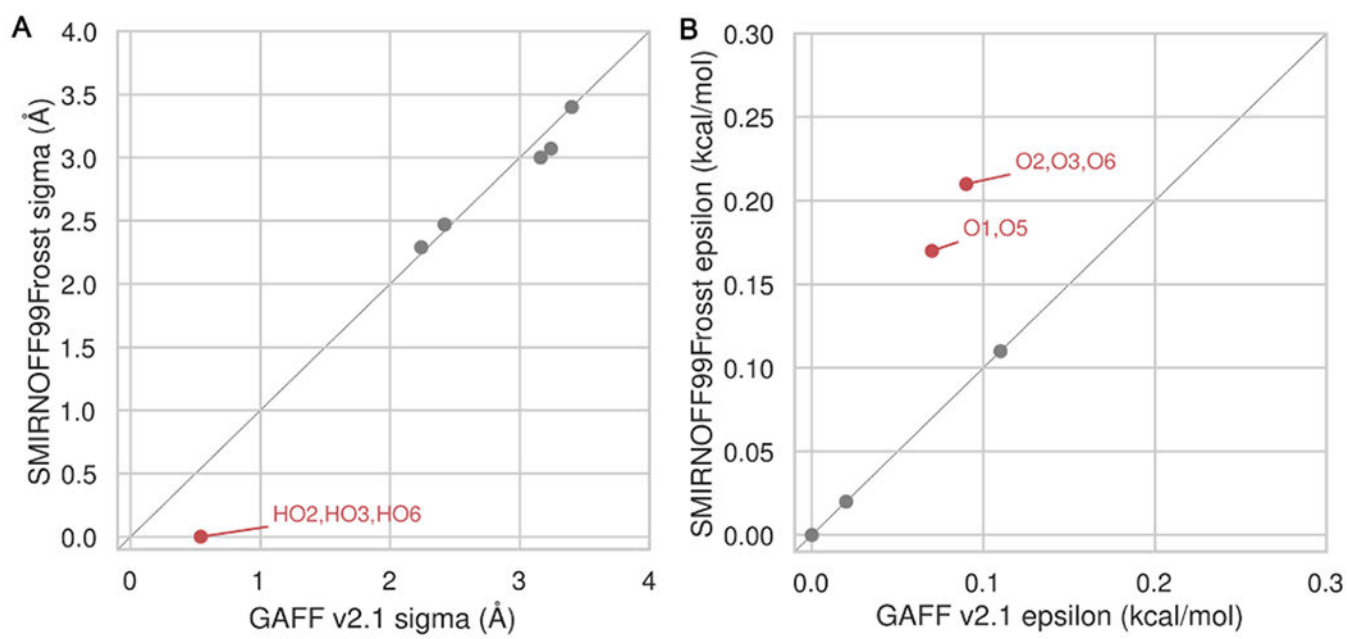 A
4.0
3.5
3.0
2.5
2.0
1.5
1.0
0.5
0.0
SMIRNOFF99Frosst sigma (Å)
HO2,HO3,HO6
0
1
2
3
4
GAFF v2.1 sigma (Å)
B
0.30
0.25
0.20
0.15
0.10
0.05
0.00
SMIRNOFF99Frosst epsilon (kcal/mol)
O2,O3,O6
O1,O5
0.0
0.1
0.2
0.3
GAFF v2.1 epsilon (kcal/mol)